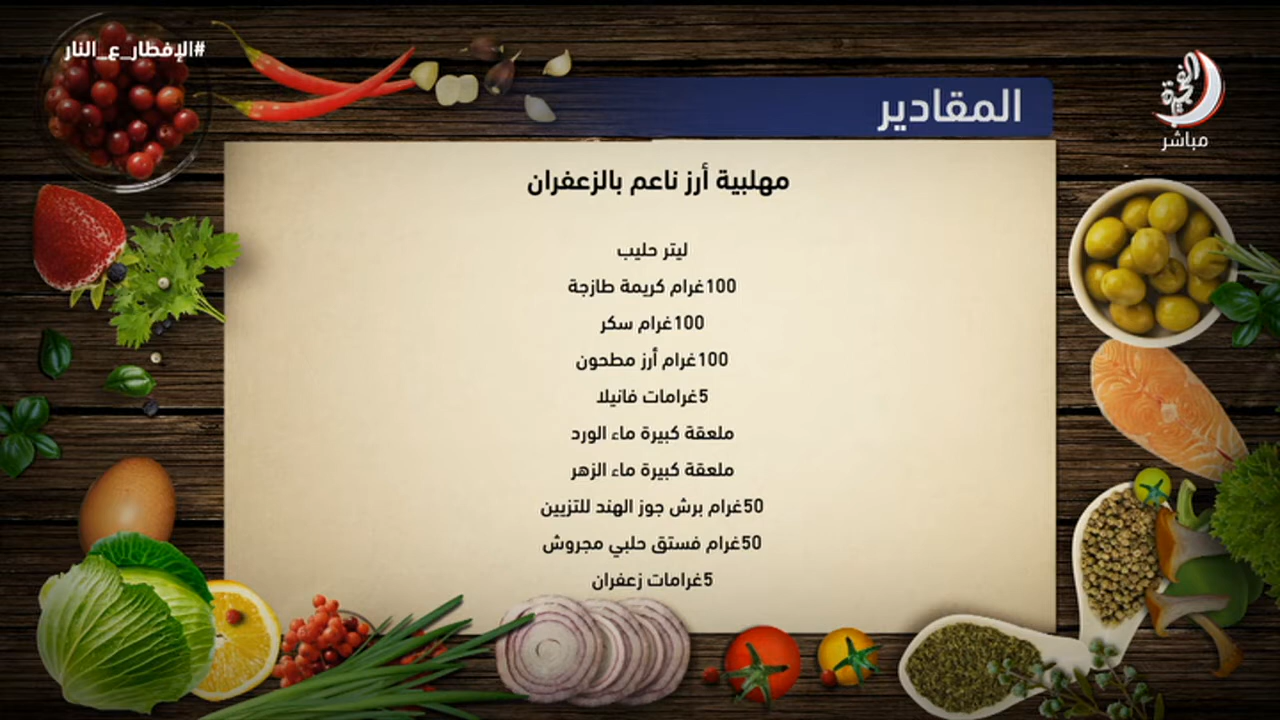 #الإفطار_ع_النار
الفجيرة
مباشر
المقادير
مهلبية أرز ناعم بالزعفران
ليتر حليب
100غرام كريمة طازجة
100غرام سكر
100غرام أرز مطحون
5غرامات فانيلا
ملعقة كبيرة ماء الورد
ملعقة كبيرة ماء الزهر
50غرام برش جوز الهند للتزيين
50غرام فستق حلبي مجروش
5غرامات زعفران